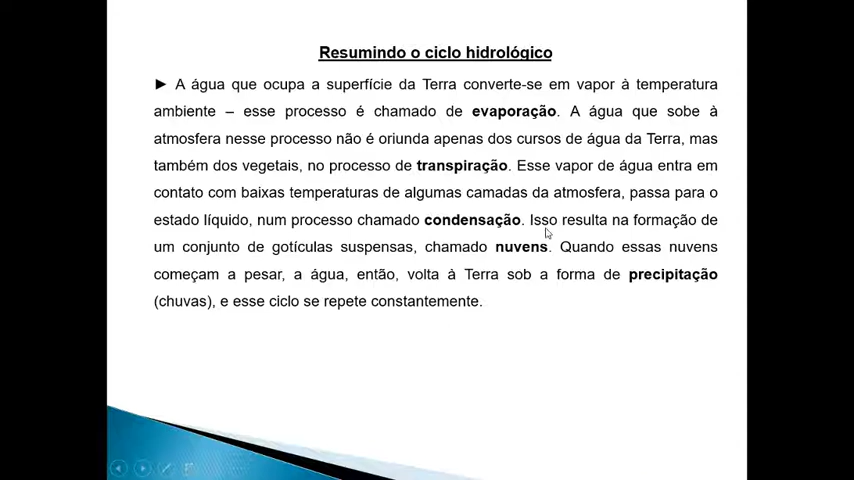 Resumindo o ciclo hidrológico
► A água que ocupa a superfície da Terra converte-se em vapor à temperatura
ambiente – esse processo é chamado de evaporação. A água que sobe à
atmosfera nesse processo não é oriunda apenas dos cursos de água da Terra, mas
também dos vegetais, no processo de transpiração. Esse vapor de água entra em
contato com baixas temperaturas de algumas camadas da atmosfera, passa para o
estado líquido, num processo chamado condensação. Isso resulta na formação de
um conjunto de gotículas suspensas, chamado nuvens. Quando essas nuvens
começam a pesar, a água, então, volta à Terra sob a forma de precipitação
(chuvas), e esse ciclo se repete constantemente.